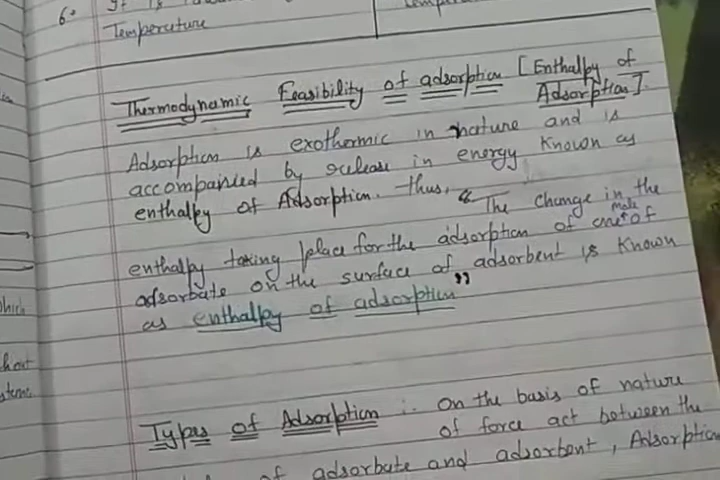 6.
Temperature
Thermodynamic Feasibility of adsorption [Enthalpy of
Adsorption].
Adsorption is exothermic in nature and is
accompanied by release in energy known as
enthalpy of Adsorption. Thus, "The change in the
enthalpy taking place for the adsorption of one mole of
adsorbate on the surface of adsorbent is known
as enthalpy of adsorption"
Types of Adsorption :- On the basis of nature
of force act between the
of adsorbate and adsorbent, Adsorption